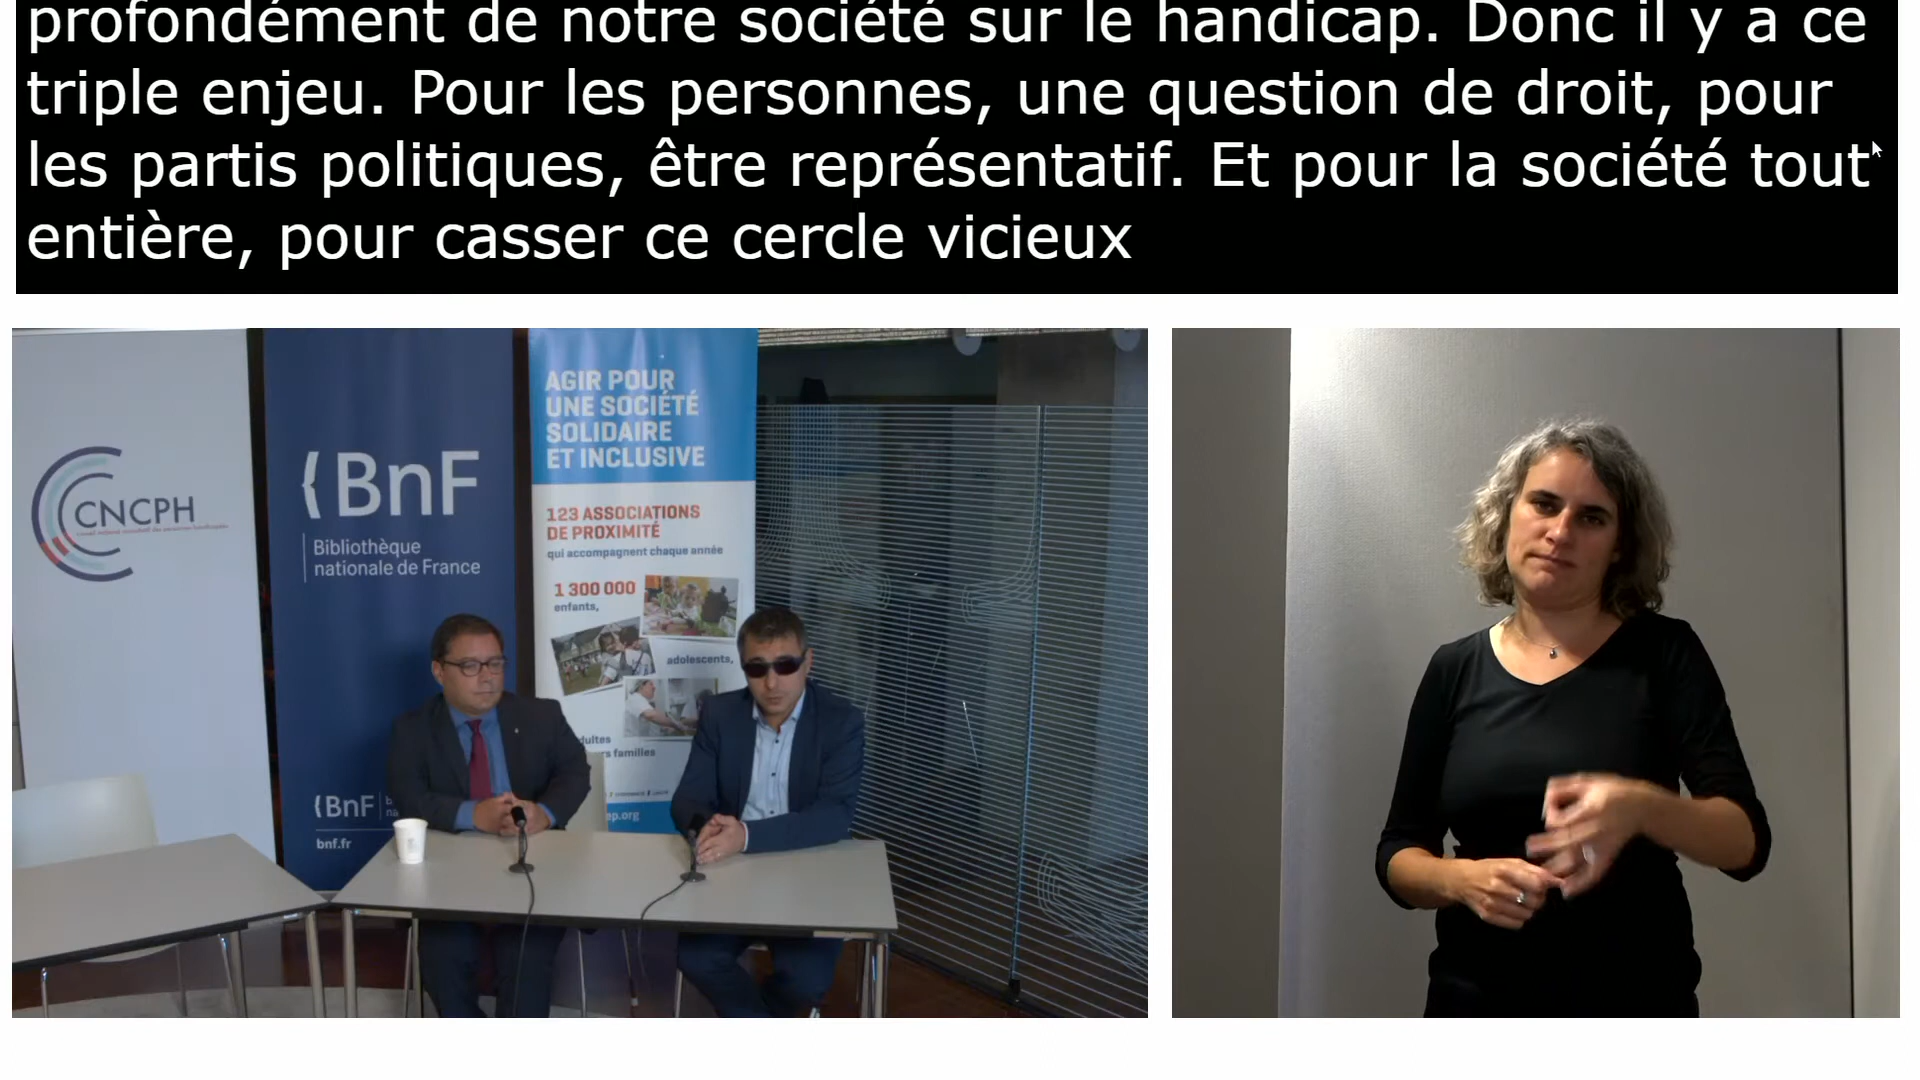 profondément de notre société sur le handicap. Donc il y a ce
triple enjeu. Pour les personnes, une question de droit, pour
les partis politiques, être représentatif. Et pour la société tout
entière, pour casser ce cercle vicieux
CNCPH
BnF
Bibliothèque
nationale de France
BnF
bnf.fr
AGIR POUR
UNE SOCIÉTÉ
SOLIDAIRE
ET INCLUSIVE
123 ASSOCIATIONS
DE PROXIMITÉ
qui accompagnent chaque année
1 300 000
enfants,
adolescents,
familles